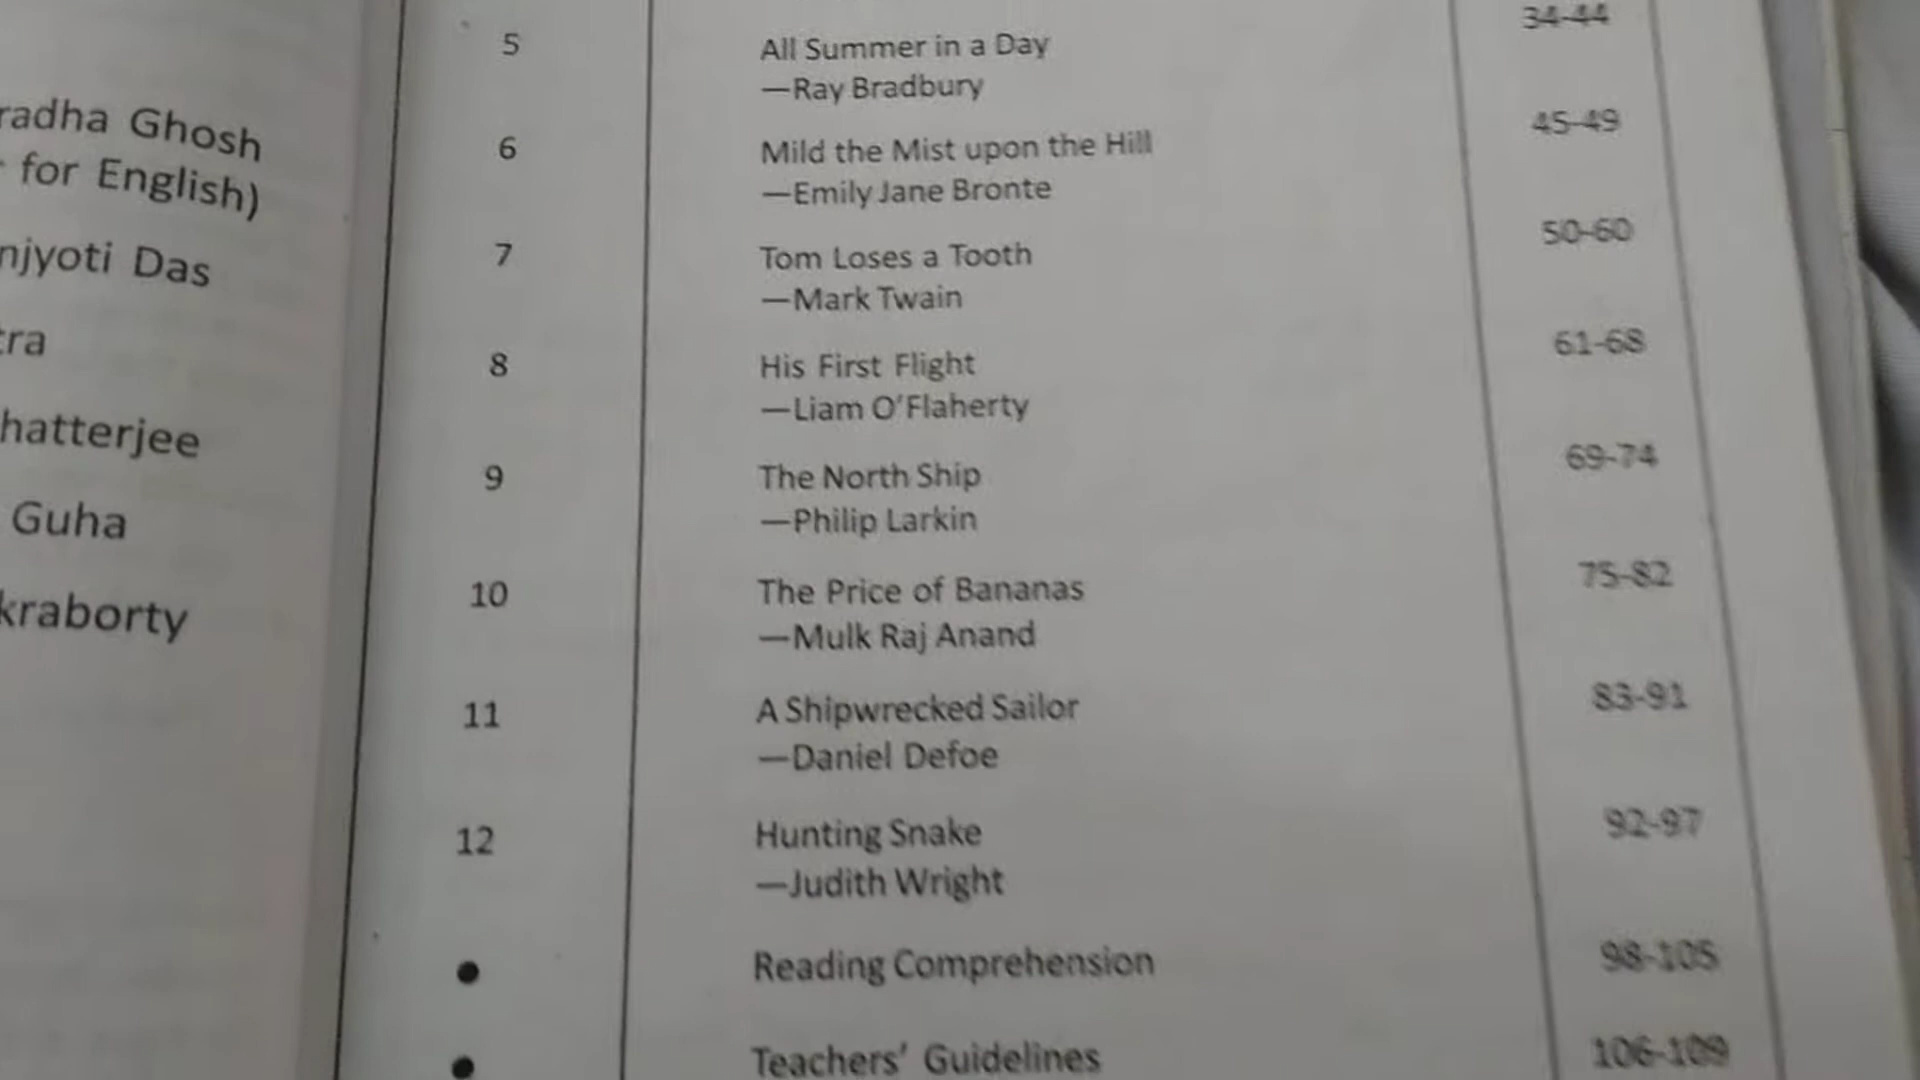 radha Ghosh
for English)
njyoti Das
tra
hatterjee
Guha
kraborty
34-44
5 All Summer in a Day
—Ray Bradbury
6 Mild the Mist upon the Hill 45-49
—Emily Jane Bronte
7 Tom Loses a Tooth 50-60
—Mark Twain
8 His First Flight 61-68
—Liam O'Flaherty
9 The North Ship 69-74
—Philip Larkin
10 The Price of Bananas 75-82
—Mulk Raj Anand
11 A Shipwrecked Sailor 83-91
—Daniel Defoe
12 Hunting Snake 92-97
—Judith Wright
● Reading Comprehension 98-105
● Teachers' Guidelines 106-109